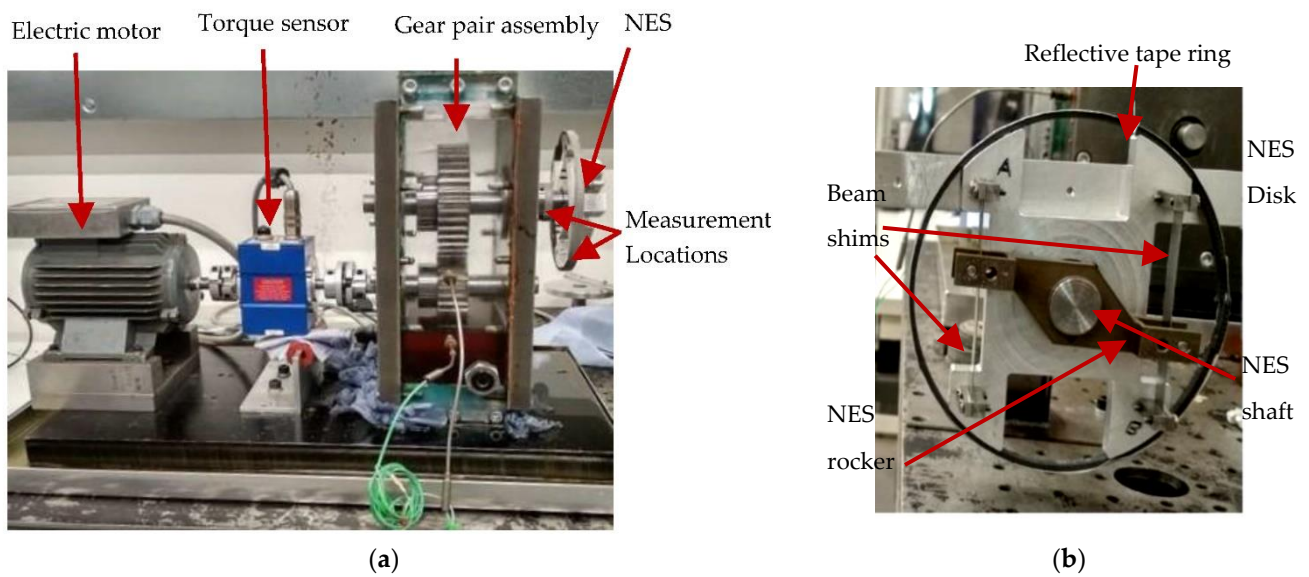 Electric motor
Torque sensor
Gear pair assembly
NES
Measurement
Locations
(a)
Reflective tape ring
NES
Disk
Beam
shims
A
B
NES
shaft
NES
rocker
(b)